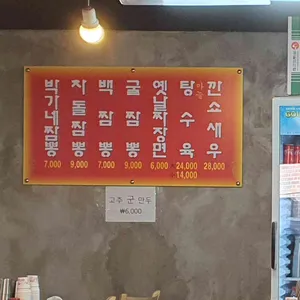 박가네짬뽕 7,000
차돌짬뽕 9,000
백짬뽕 7,000
굴짬뽕 9,000
옛날짜장면 6,000
탕수육 24,000
14,000
깐소새우 28,000
고추 군만두
₩6,000